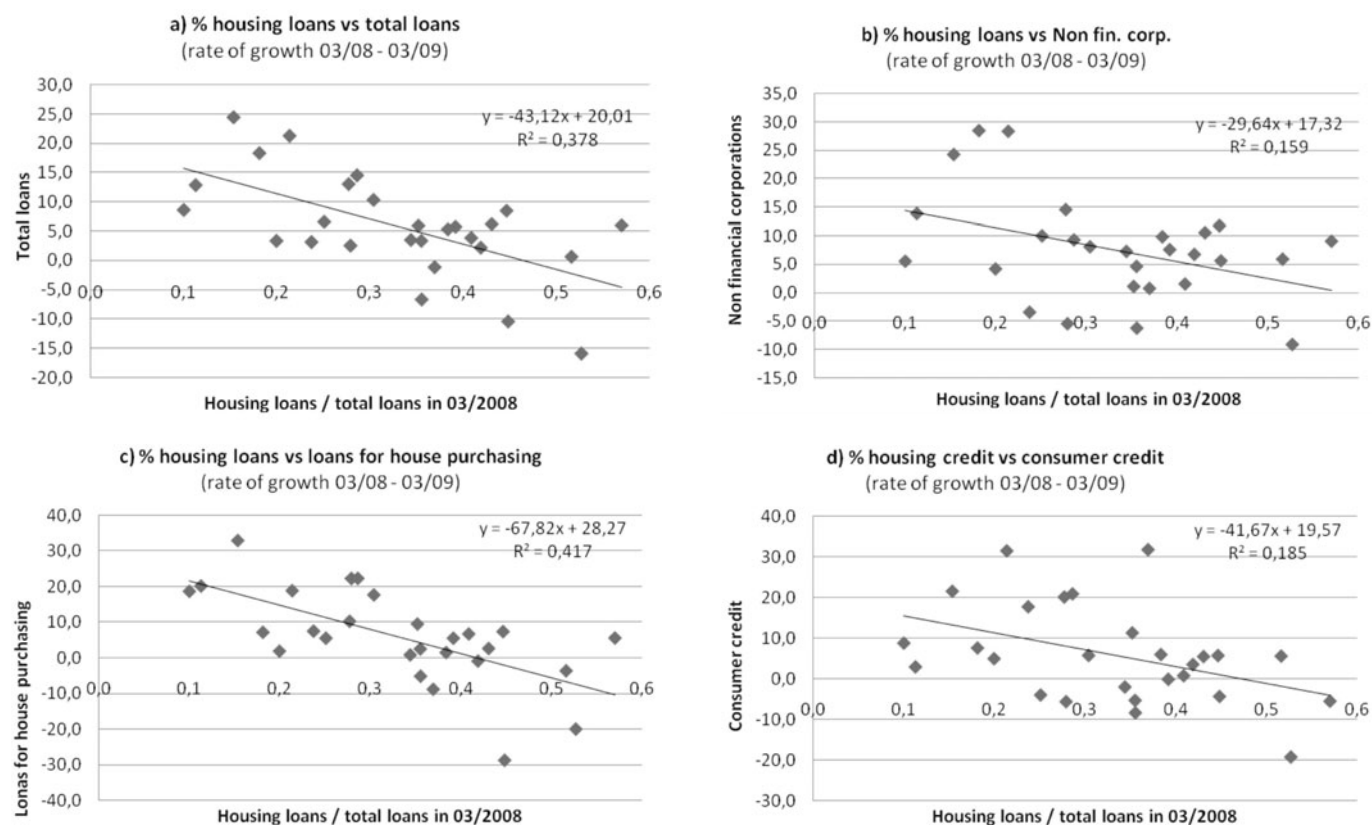 a) % housing loans vs total loans
(rate of growth 03/08 - 03/09)
30,0
25,0
20,0
15,0
10,0
5,0
0,0
-5,0
-10,0
-15,0
-20,0
Total loans
y = -43,12x + 20,01
R² = 0,378
0,0 0,1 0,2 0,3 0,4 0,5 0,6
Housing loans / total loans in 03/2008
b) % housing loans vs Non fin. corp.
(rate of growth 03/08 - 03/09)
35,0
30,0
25,0
20,0
15,0
10,0
5,0
0,0
-5,0
-10,0
-15,0
Non financial corporations
y = -29,64x + 17,32
R² = 0,159
0,0 0,1 0,2 0,3 0,4 0,5 0,6
Housing loans / total loans in 03/2008
c) % housing loans vs loans for house purchasing
(rate of growth 03/08 - 03/09)
40,0
30,0
20,0
10,0
0,0
-10,0
-20,0
-30,0
-40,0
Lonas for house purchasing
y = -67,82x + 28,27
R² = 0,417
0,0 0,1 0,2 0,3 0,4 0,5 0,6
Housing loans / total loans in 03/2008
d) % housing credit vs consumer credit
(rate of growth 03/08 - 03/09)
40,0
30,0
20,0
10,0
0,0
-10,0
-20,0
-30,0
Consumer credit
y = -41,67x + 19,57
R² = 0,185
0,0 0,1 0,2 0,3 0,4 0,5 0,6
Housing loans / total loans in 03/2008